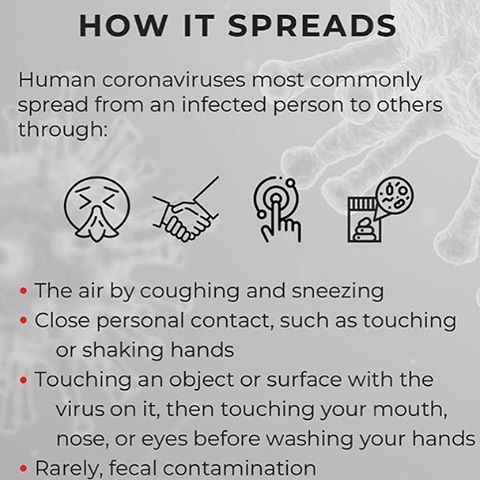 HOW IT SPREADS
Human coronaviruses most commonly
spread from an infected person to others
through:
• The air by coughing and sneezing
• Close personal contact, such as touching
or shaking hands
• Touching an object or surface with the
virus on it, then touching your mouth,
nose, or eyes before washing your hands
• Rarely, fecal contamination